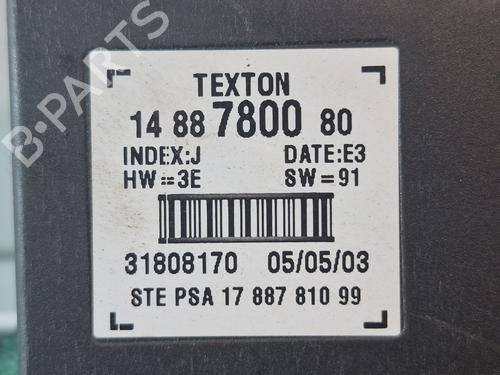 B-PARTS
TEXTON
14 88 7800 80
INDEX:J DATE:E3
HW=3E SW=91
31808170 05/05/03
STE PSA 17 887 810 99